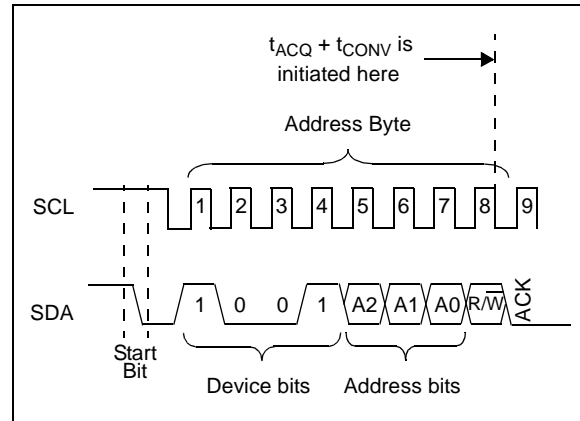 tACQ + tCONV is
initiated here
Address Byte
SCL 1 2 3 4 5 6 7 8 9
SDA 1 0 0 1 A2 A1 A0 R/W̅ ACK
Start
Bit
Device bits Address bits